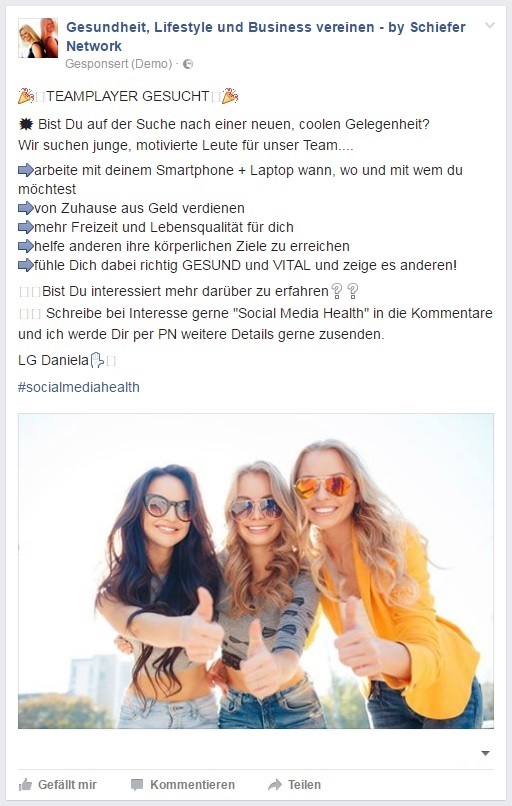 Gesundheit, Lifestyle und Business vereinen - by Schiefer
Network
Gesponsert (Demo) ·
TEAMPLAYER GESUCHT
Bist Du auf der Suche nach einer neuen, coolen Gelegenheit?
Wir suchen junge, motivierte Leute für unser Team....
➡arbeite mit deinem Smartphone + Laptop wann, wo und mit wem du
möchtest
➡von Zuhause aus Geld verdienen
➡mehr Freizeit und Lebensqualität für dich
➡helfe anderen ihre körperlichen Ziele zu erreichen
➡fühle Dich dabei richtig GESUND und VITAL und zeige es anderen!
Bist Du interessiert mehr darüber zu erfahren❔❔
Schreibe bei Interesse gerne "Social Media Health" in die Kommentare
und ich werde Dir per PN weitere Details gerne zusenden.
LG Daniela
#socialmediahealth
Gefällt mir Kommentieren Teilen